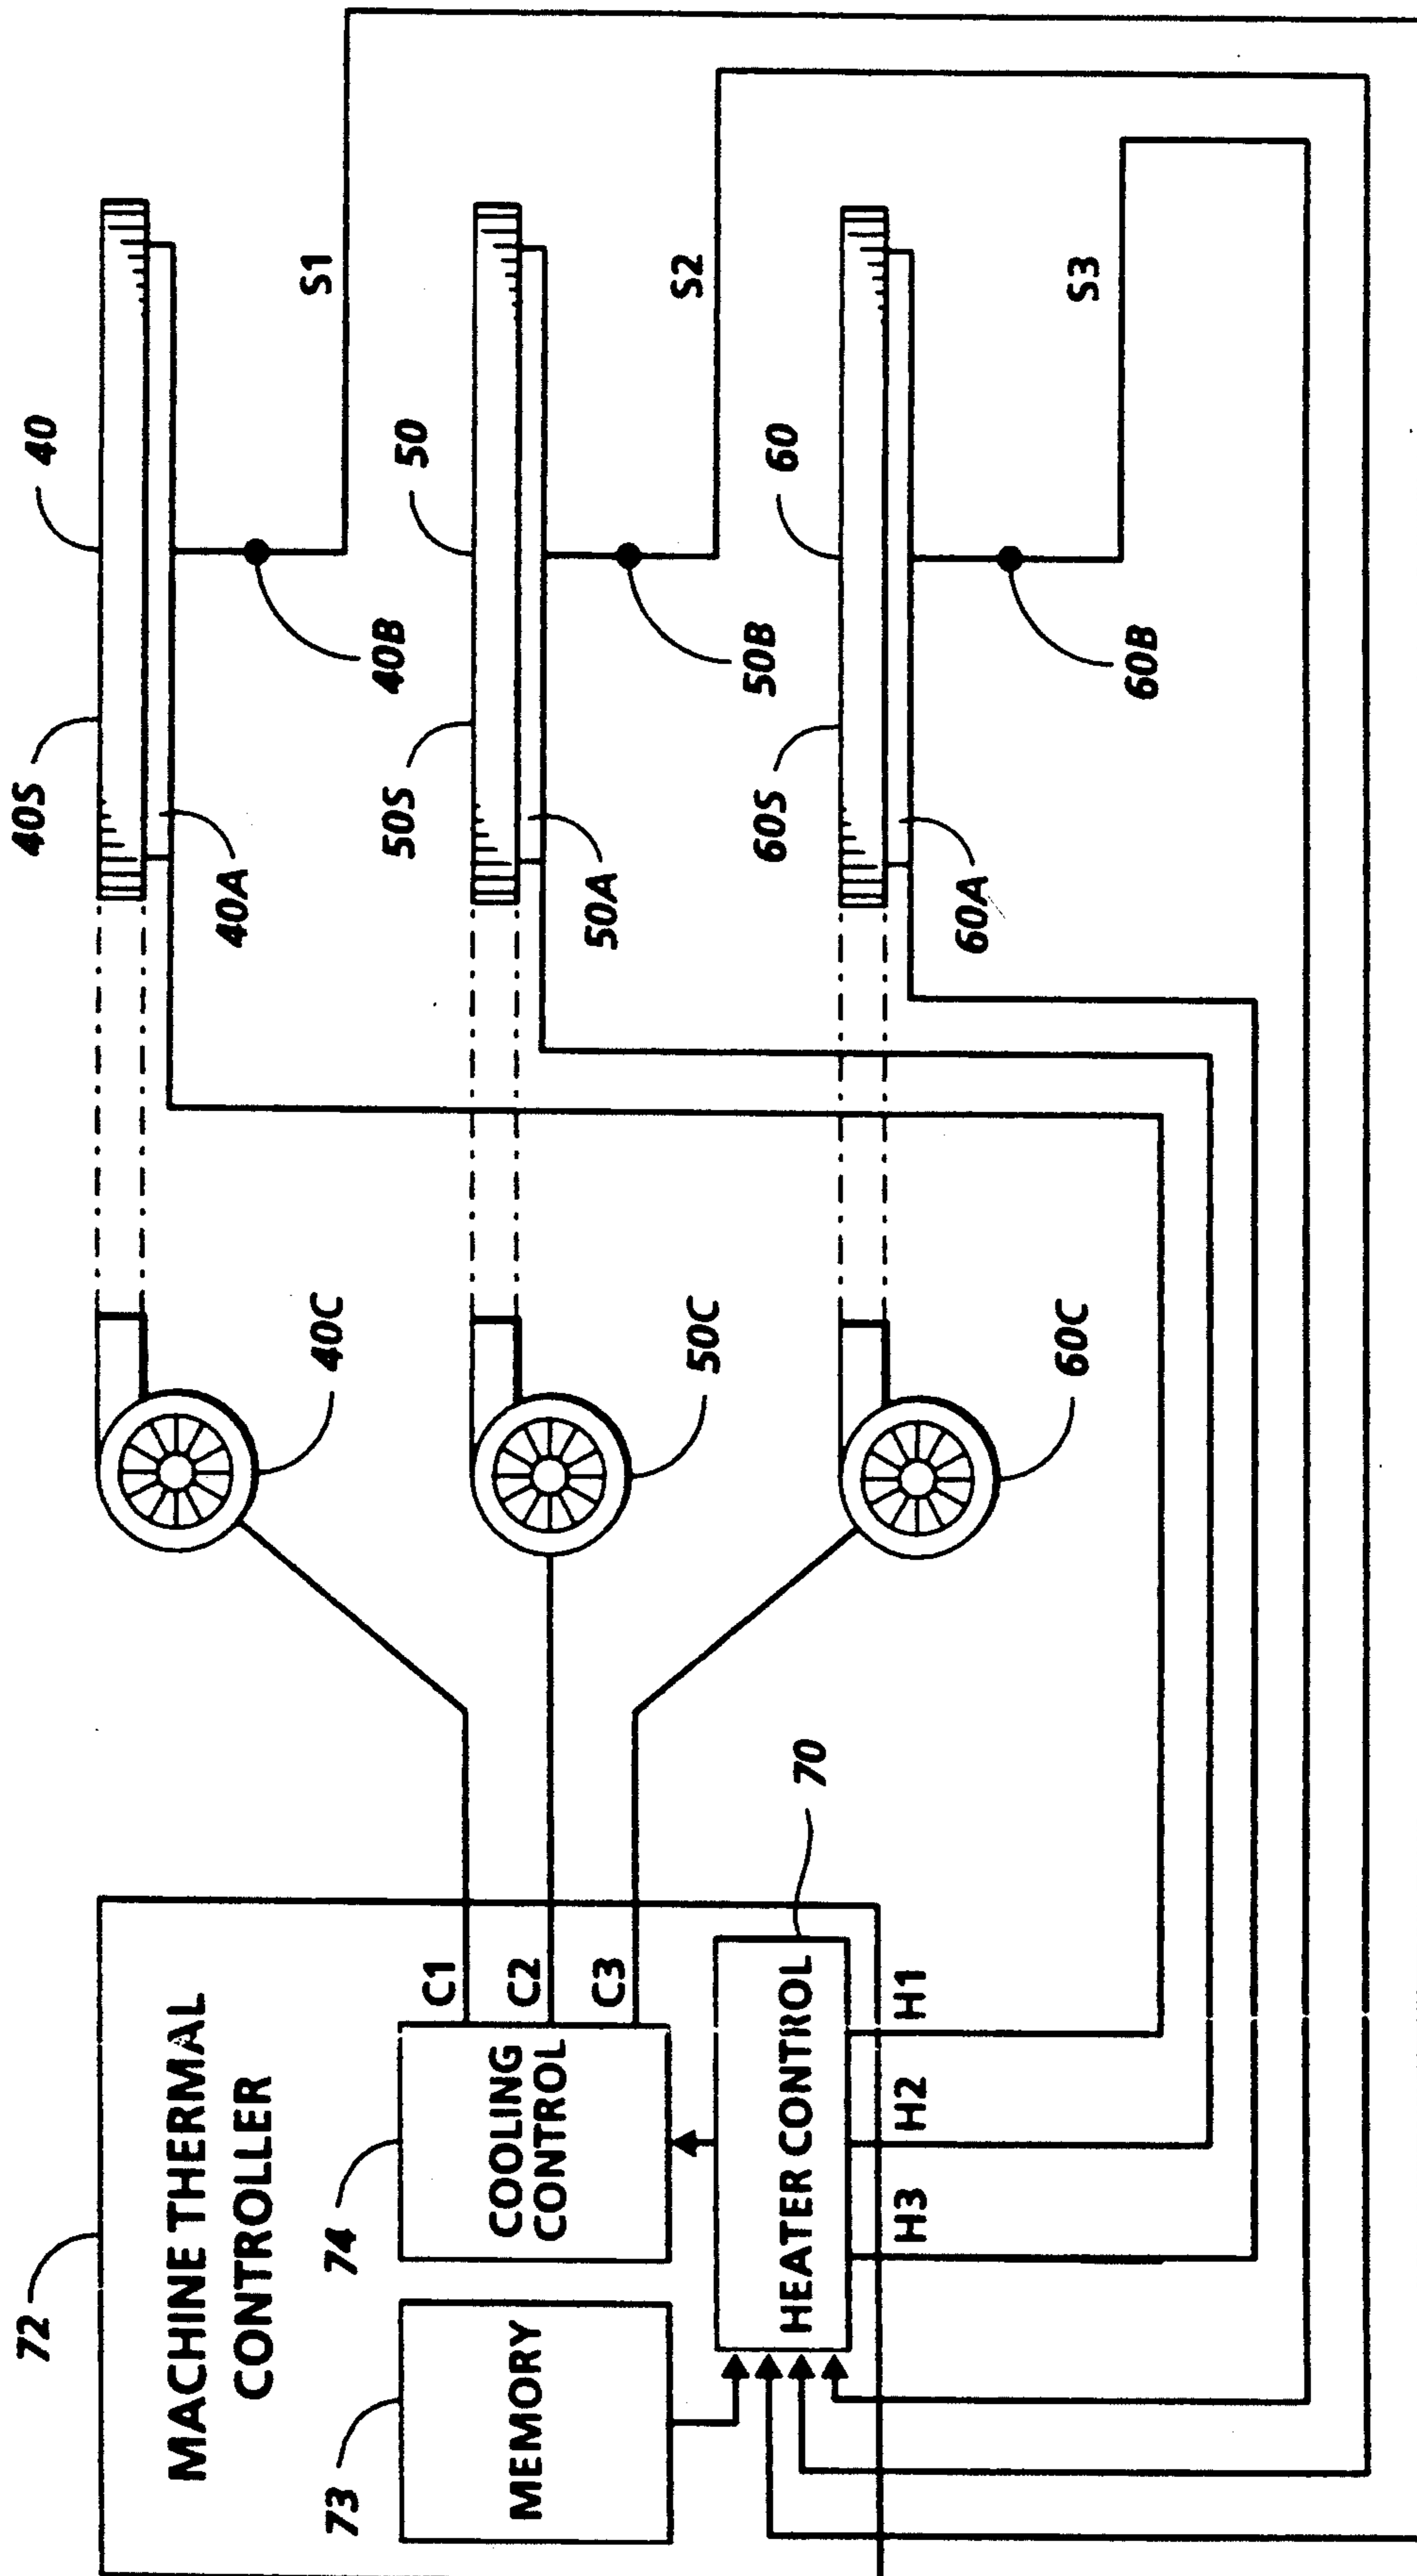 72
MACHINE THERMAL
CONTROLLER
73
MEMORY
74
COOLING
CONTROL
C1
C2
C3
70
HEATER CONTROL
H3
H2
H1
40C
50C
60C
40S
40
40A
40B
S1
50S
50
50A
50B
S2
60S
60
60A
60B
S3